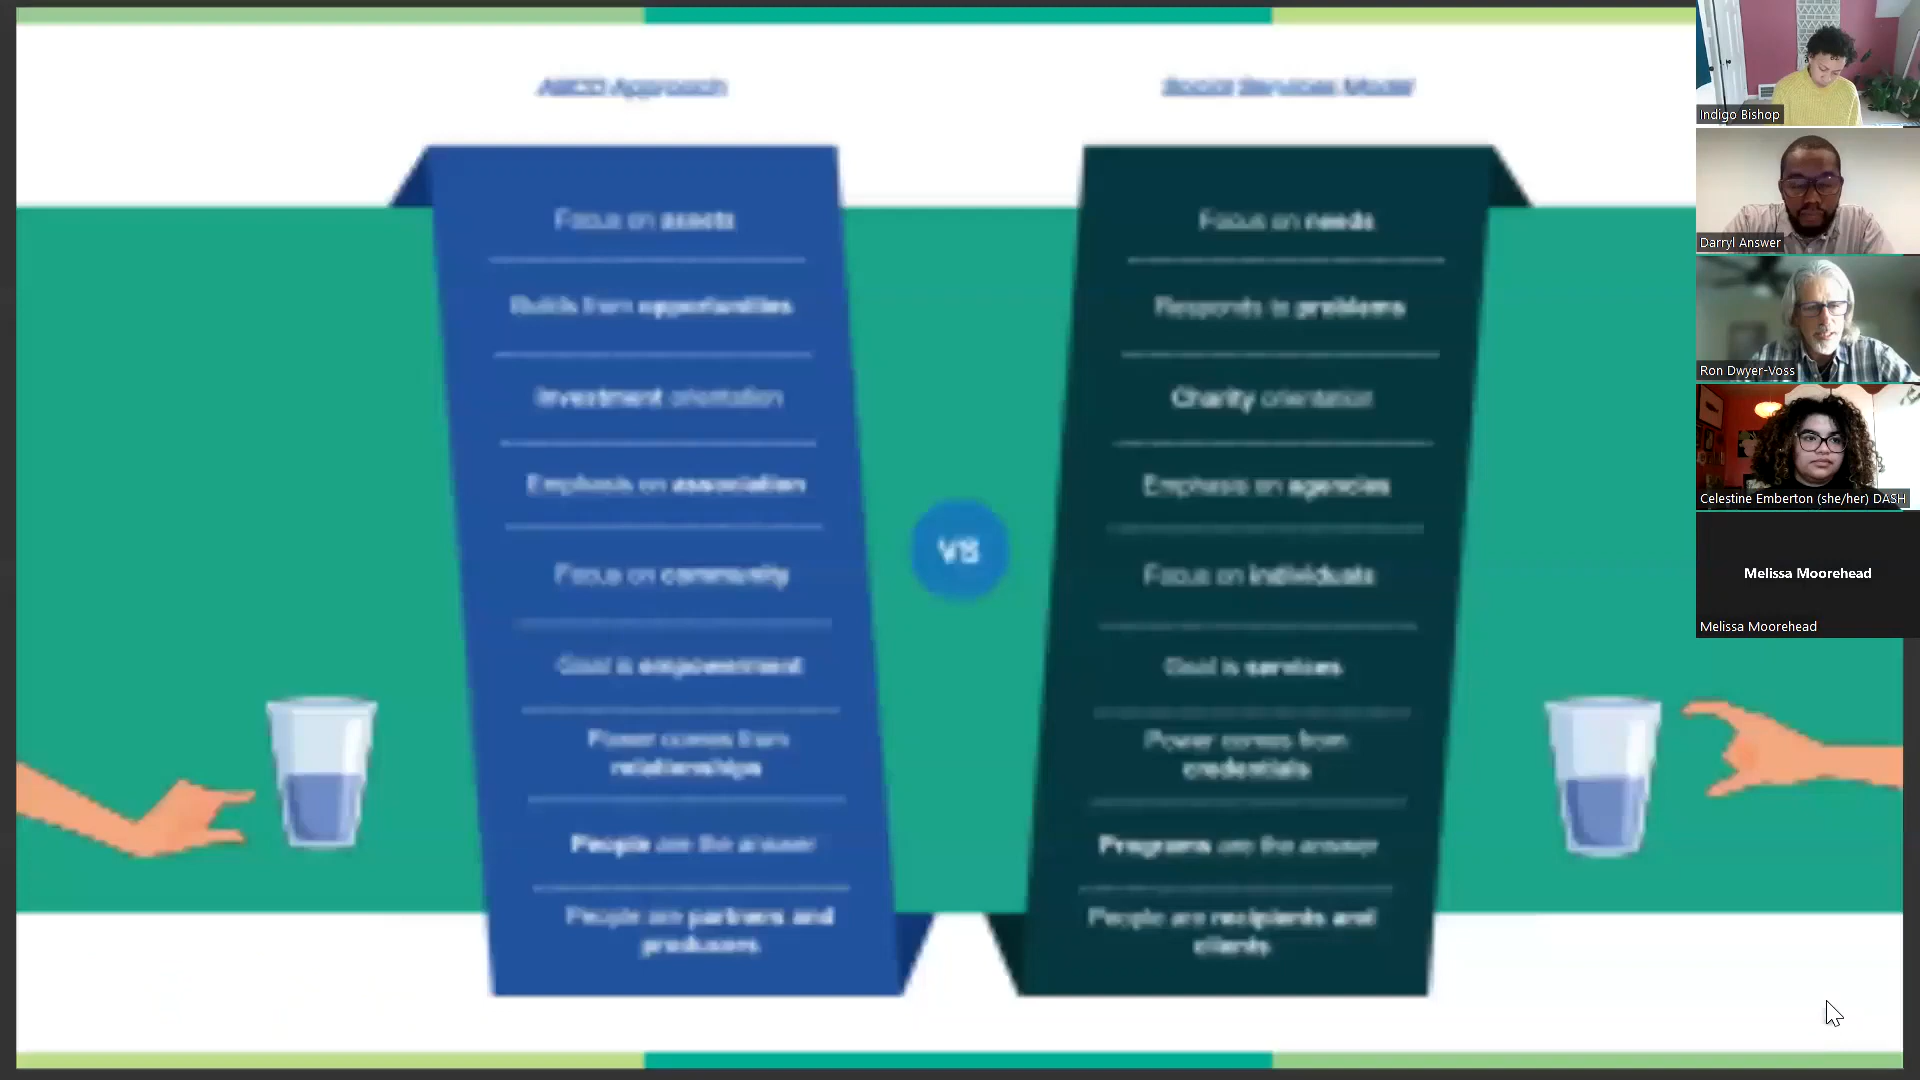 ABCD Approach
Social Services Model
Focus on assets
Builds from opportunities
Investment orientation
Emphasis on association
Focus on community
Goal is empowerment
Power comes from
relationships
People are the answer
People are partners and
producers
VS
Focus on needs
Responds to problems
Charity orientation
Emphasis on agencies
Focus on individuals
Goal is services
Power comes from
credentials
Programs are the answer
People are recipients and
clients
Indigo Bishop
Darryl Answer
Ron Dwyer-Voss
Celestine Emberton (she/her) DASH
Melissa Moorehead
Melissa Moorehead